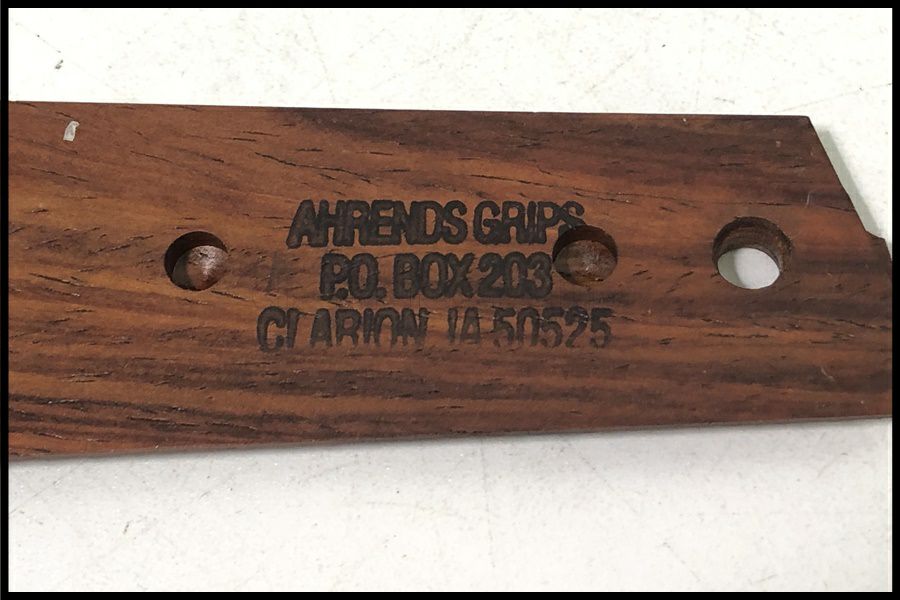 AHRENDS GRIPS
P.O. BOX 203
CLARION, IA 50525